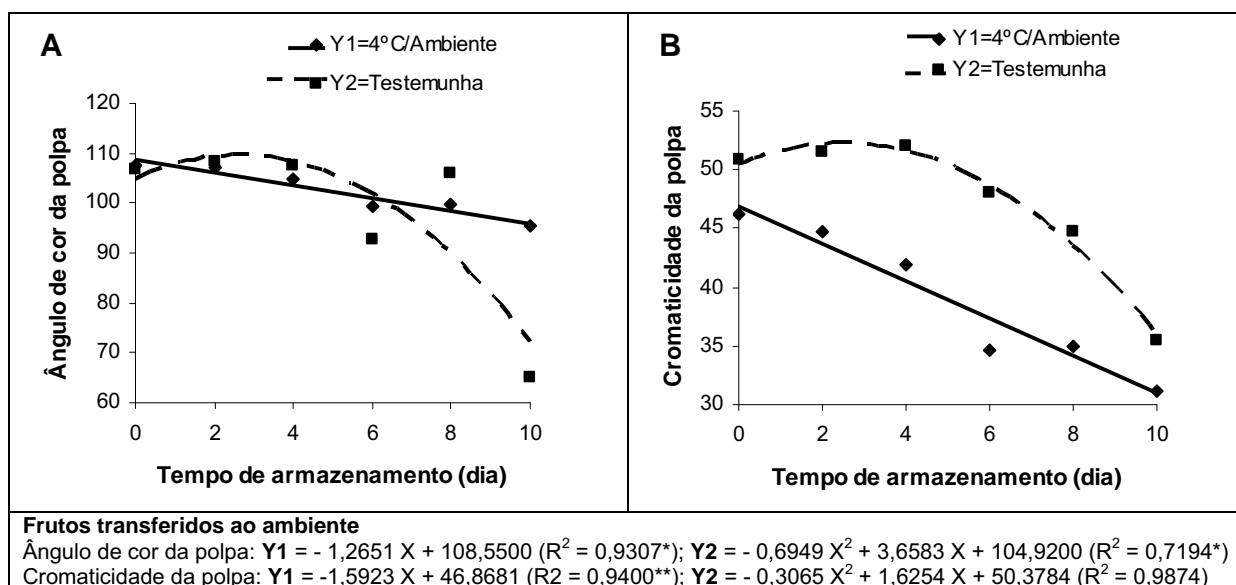 A
Y1=4ºC/Ambiente
Y2=Testemunha
Ângulo de cor da polpa
120
110
100
90
80
70
60
0 2 4 6 8 10
Tempo de armazenamento (dia)
B
Y1=4ºC/Ambiente
Y2=Testemunha
Cromaticidade da polpa
55
50
45
40
35
30
0 2 4 6 8 10
Tempo de armazenamento (dia)
Frutos transferidos ao ambiente
Ângulo de cor da polpa: Y1 = - 1,2651 X + 108,5500 (R² = 0,9307*); Y2 = - 0,6949 X² + 3,6583 X + 104,9200 (R² = 0,7194*)
Cromaticidade da polpa: Y1 = -1,5923 X + 46,8681 (R2 = 0,9400**); Y2 = - 0,3065 X² + 1,6254 X + 50,3784 (R² = 0,9874)